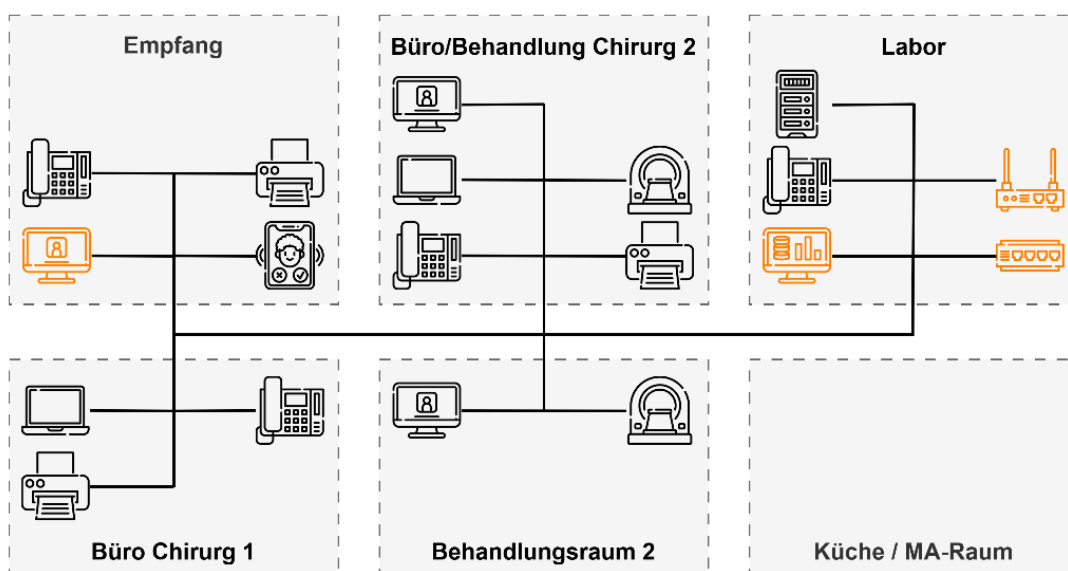 Empfang
Büro/Behandlung Chirurg 2
Labor
Büro Chirurg 1
Behandlungsraum 2
Küche / MA-Raum